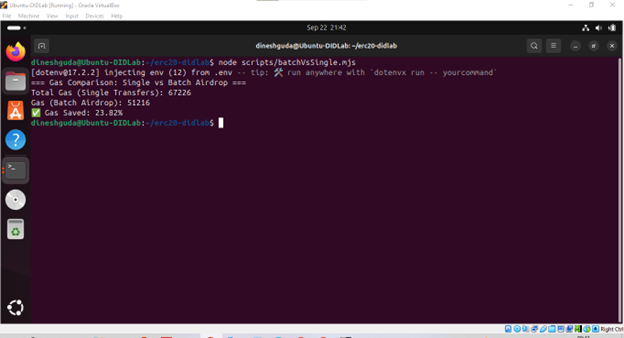 Ubuntu-DIDLab [Running] - Oracle VirtualBox
File Machine View Input Devices Help
Sep 22 21:42
dineshguda@Ubuntu-DIDLab: ~/erc20-didlab
dineshguda@Ubuntu-DIDLab:~/erc20-didlab$ node scripts/batchVsSingle.mjs
[dotenv@17.2.2] injecting env (12) from .env -- tip: 🛠 run anywhere with `dotenvx run -- yourcommand`
=== Gas Comparison: Single vs Batch Airdrop ===
Total Gas (Single Transfers): 67226
Gas (Batch Airdrop): 51216
✅ Gas Saved: 23.82%
dineshguda@Ubuntu-DIDLab:~/erc20-didlab$
Right Ctrl